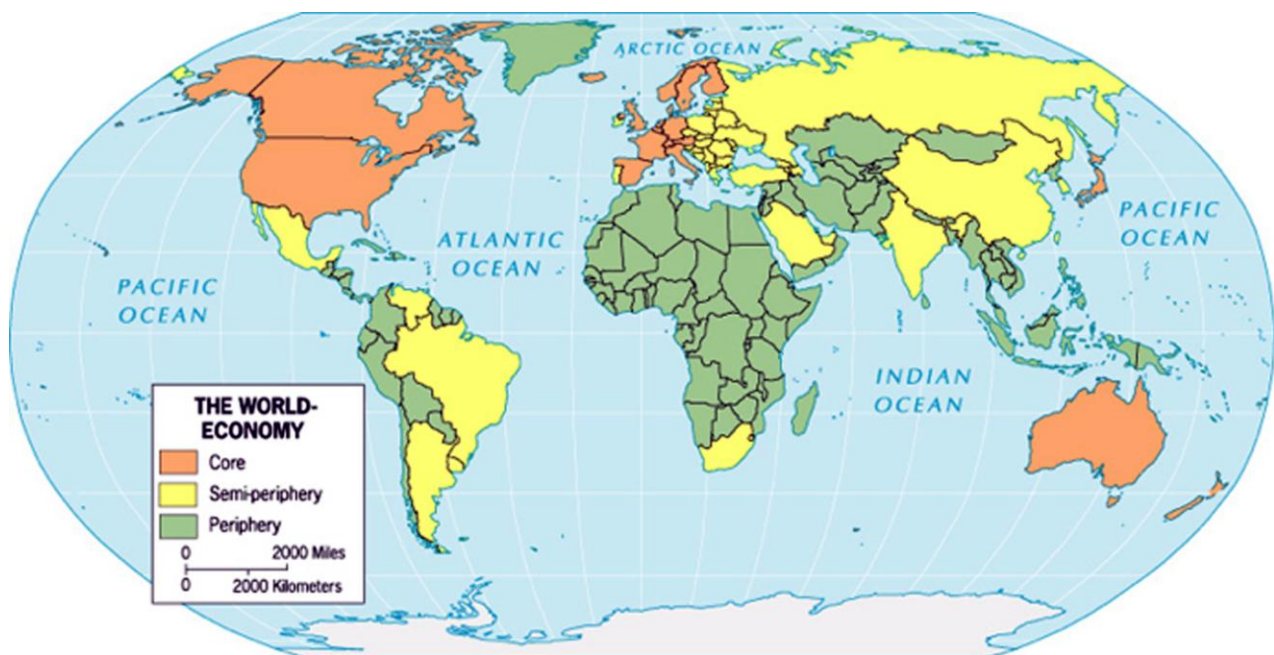 ARCTIC OCEAN
ATLANTIC
OCEAN
PACIFIC
OCEAN
PACIFIC
OCEAN
INDIAN
OCEAN
THE WORLD-
ECONOMY
Core
Semi-periphery
Periphery
0 2000 Miles
0 2000 Kilometers